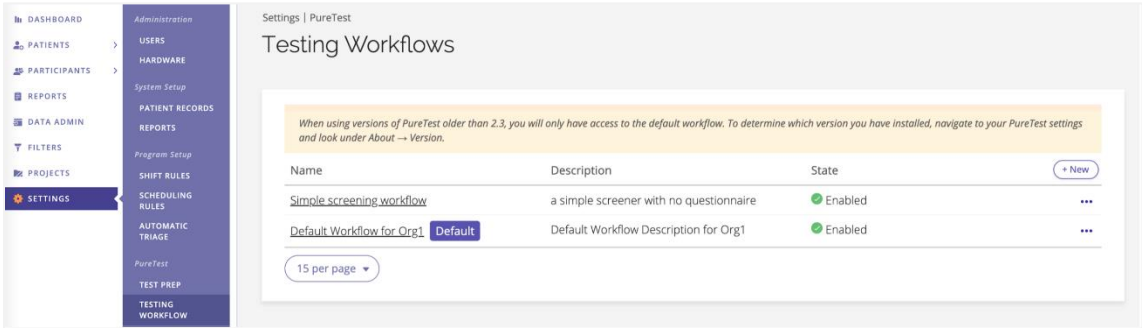 DASHBOARD
PATIENTS
PARTICIPANTS
REPORTS
DATA ADMIN
FILTERS
PROJECTS
SETTINGS
Administration
USERS
HARDWARE
System Setup
PATIENT RECORDS
REPORTS
Program Setup
SHIFT RULES
SCHEDULING
RULES
AUTOMATIC
TRIAGE
PureTest
TEST PREP
TESTING
WORKFLOW
Settings | PureTest
Testing Workflows
When using versions of PureTest older than 2.3, you will only have access to the default workflow. To determine which version you have installed, navigate to your PureTest settings
and look under About → Version.
Name Description State + New
Simple screening workflow a simple screener with no questionnaire Enabled
Default Workflow for Org1 Default Default Workflow Description for Org1 Enabled
15 per page